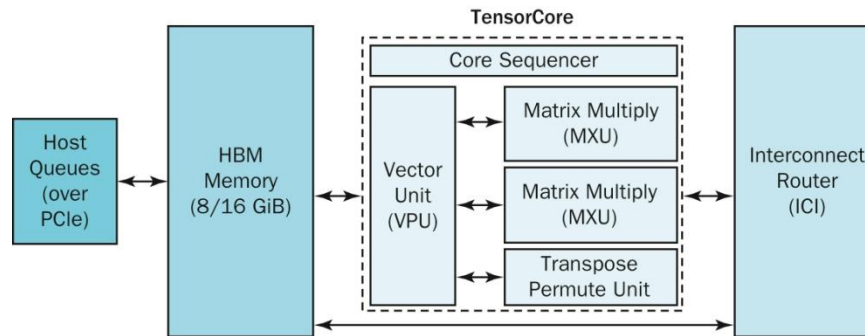 TensorCore
Core Sequencer
Host
Queues
(over
PCIe)
HBM
Memory
(8/16 GiB)
Vector
Unit
(VPU)
Matrix Multiply
(MXU)
Matrix Multiply
(MXU)
Transpose
Permute Unit
Interconnect
Router
(ICI)